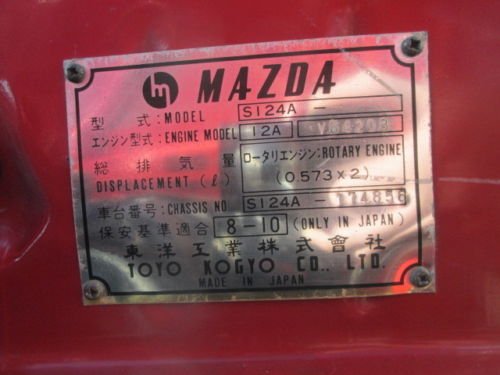 m MAZDA
型式:MODEL S124A-
エンジン型式:ENGINE MODEL 12A
総排気量 ロータリエンジン:ROTARY ENGINE
DISPLACEMENT (ℓ) (0.573×2)
車台番号:CHASSIS NO. S124A-
保安基準適合 8-10 (ONLY IN JAPAN)
東洋工業株式會社
TOYO KOGYO CO., LTD.
MADE IN JAPAN